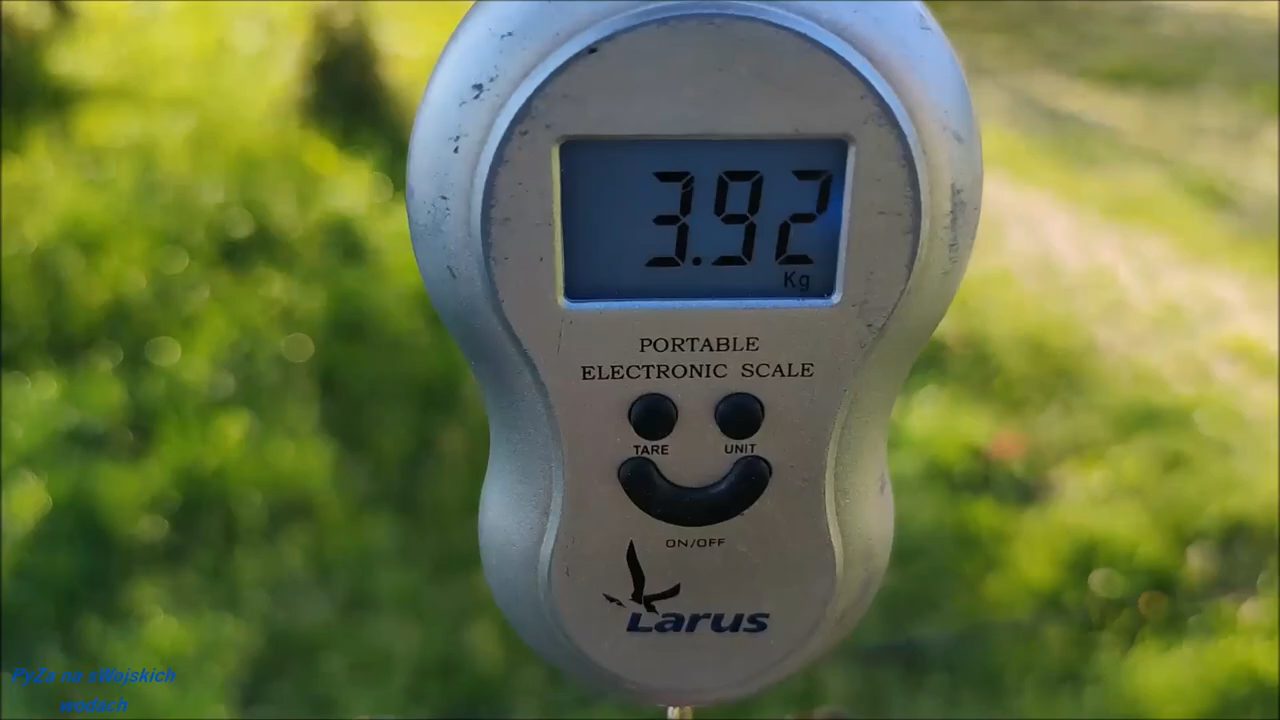 3.92
Kg
PORTABLE
ELECTRONIC SCALE
TARE UNIT
ON/OFF
Larus
PyZa na sWojskich
wodach